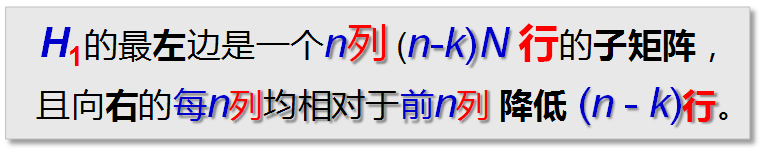 H₁的最左边是一个n列 (n-k)N 行的子矩阵，
且向右的每n列均相对于前n列 降低 (n - k)行。